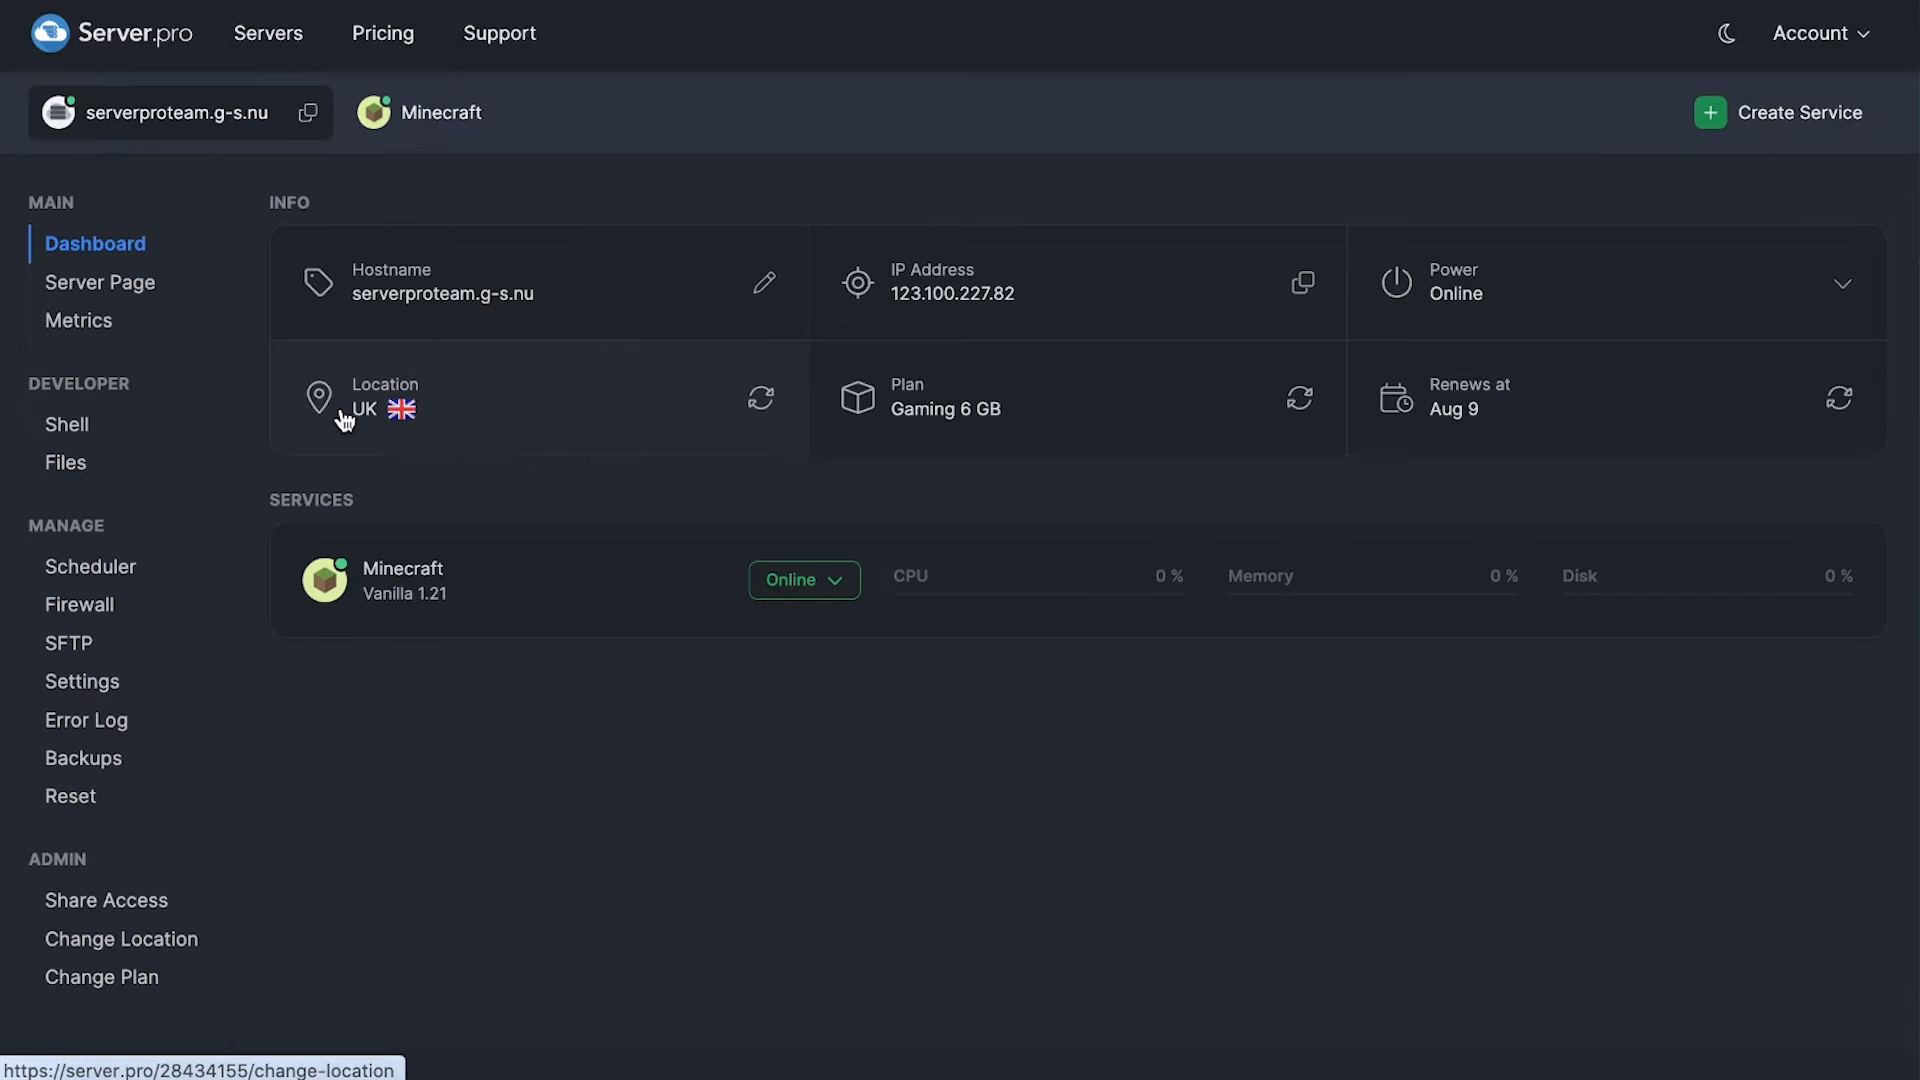 Server.pro
Servers
Pricing
Support
Account
serverproteam.g-s.nu
Minecraft
Create Service
MAIN
Dashboard
Server Page
Metrics
DEVELOPER
Shell
Files
MANAGE
Scheduler
Firewall
SFTP
Settings
Error Log
Backups
Reset
ADMIN
Share Access
Change Location
Change Plan
INFO
Hostname
serverproteam.g-s.nu
IP Address
123.100.227.82
Power
Online
Location
UK
Plan
Gaming 6 GB
Renews at
Aug 9
SERVICES
Minecraft
Vanilla 1.21
Online
CPU 0 %
Memory 0 %
Disk 0 %
https://server.pro/28434155/change-location